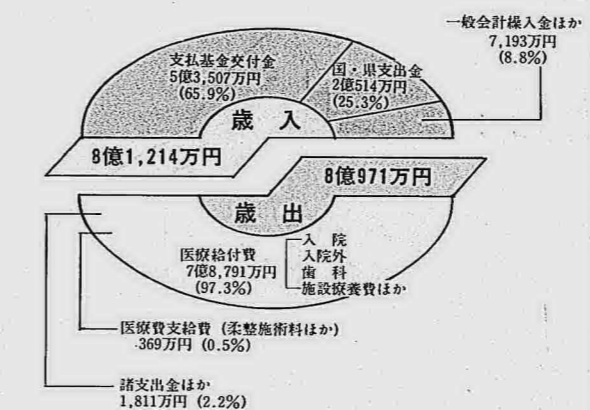 一般会計繰入金ほか
7,193万円
(8.8%)
支払基金交付金
5億3,507万円
(65.9%)
国・県支出金
2億514万円
(25.3%)
歳入
8億1,214万円
8億971万円
歳出
医療給付費
7億8,791万円
(97.3%)
入院
入院外
歯科
施設療養費ほか
医療費支給費 (柔整施術料ほか)
369万円 (0.5%)
諸支出金ほか
1,811万円 (2.2%)